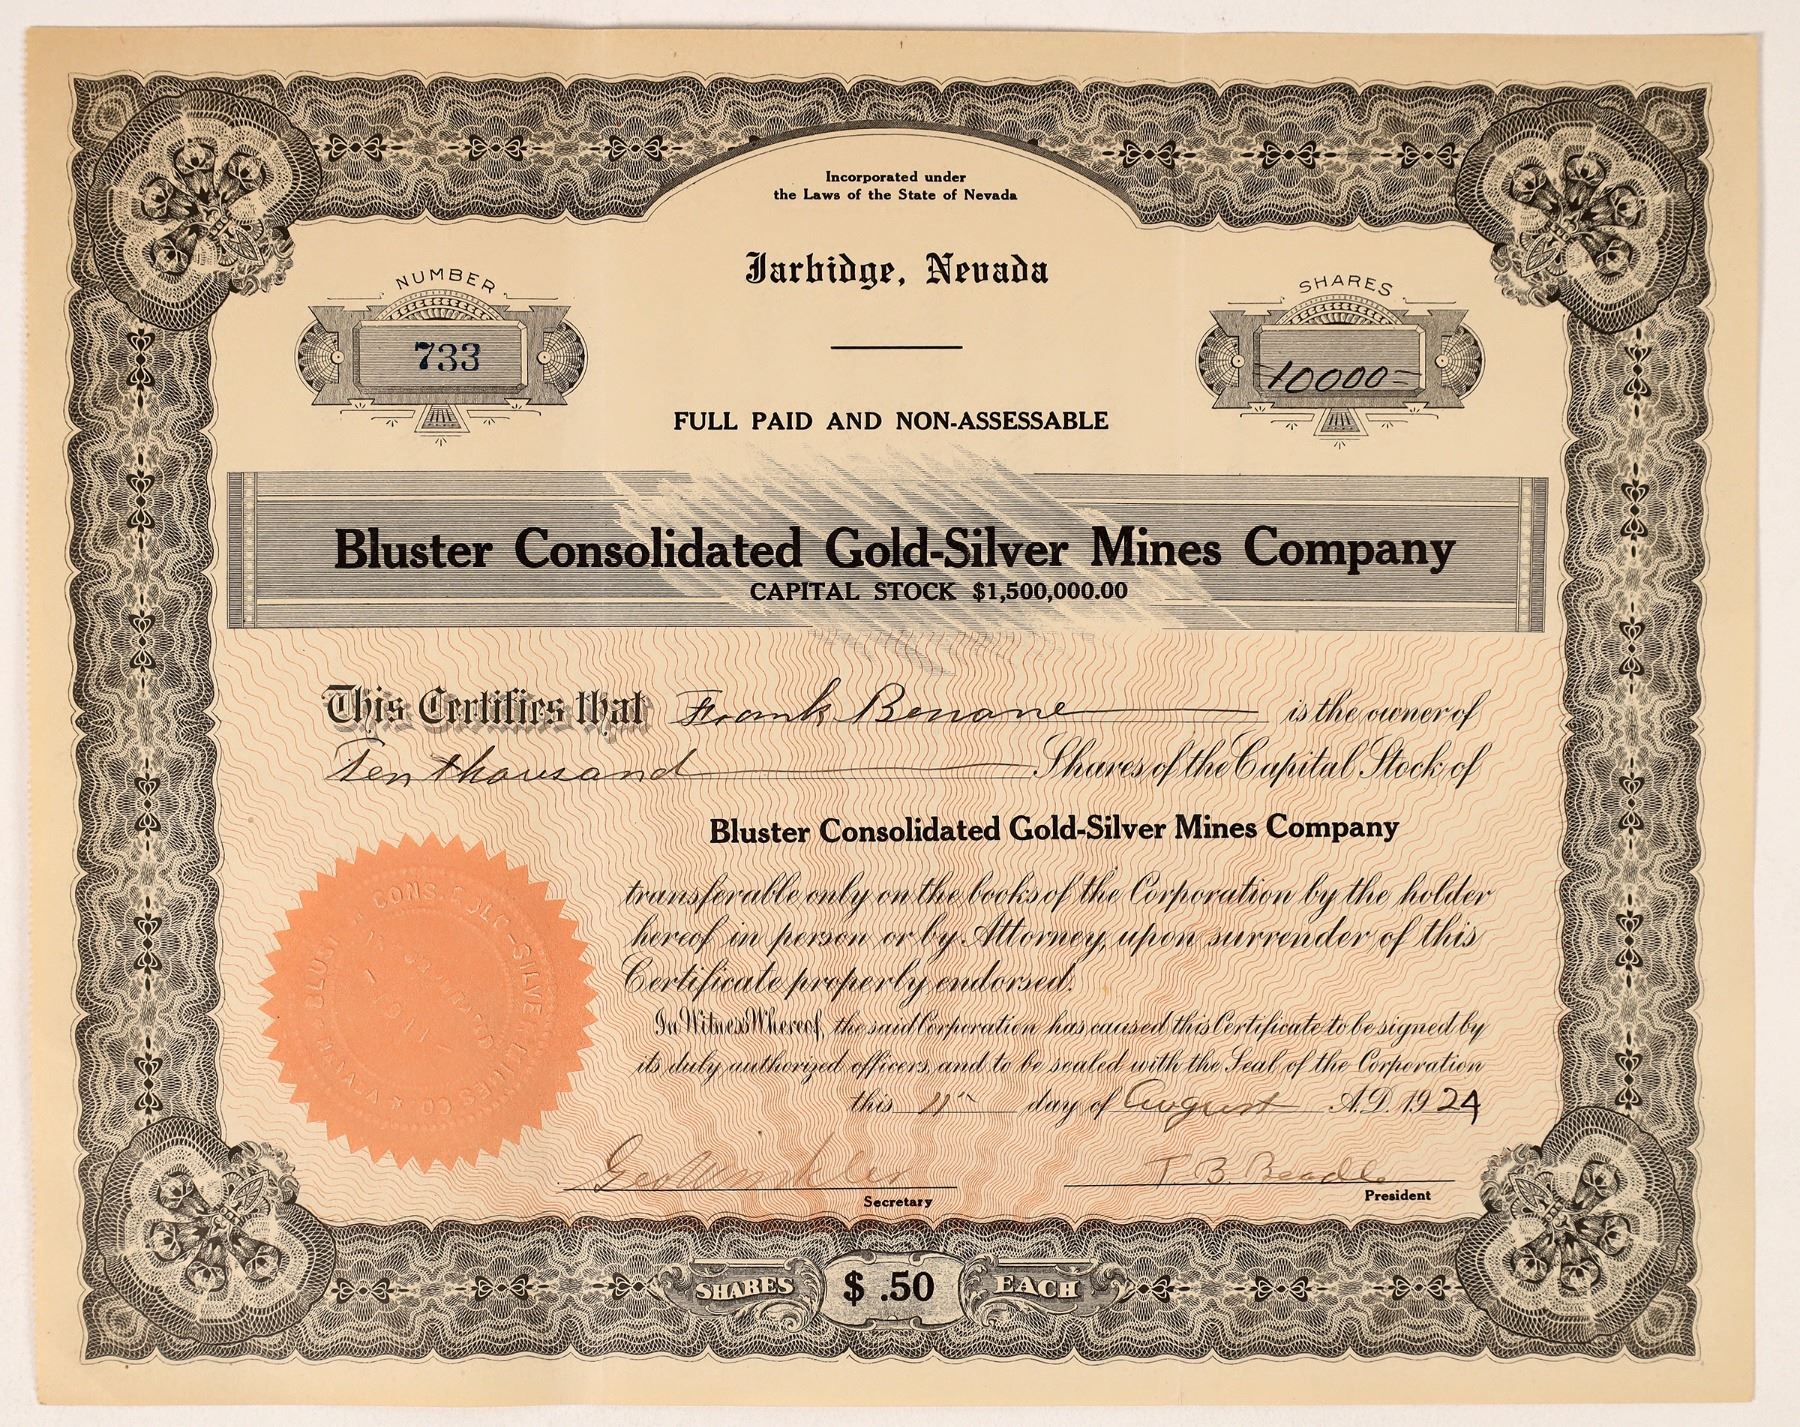 Incorporated under
the Laws of the State of Nevada
Jarbidge, Nevada
NUMBER
733
SHARES
10000
FULL PAID AND NON-ASSESSABLE
Bluster Consolidated Gold-Silver Mines Company
CAPITAL STOCK $1,500,000.00
This Certifies that Frank Benane is the owner of
Ten thousand Shares of the Capital Stock of
Bluster Consolidated Gold-Silver Mines Company
transferable only on the books of the Corporation by the holder
hereof in person or by Attorney, upon surrender of this
Certificate properly endorsed.
In Witness Whereof, the said Corporation has caused this Certificate to be signed by
its duly authorized officers, and to be sealed with the Seal of the Corporation
this 11th day of August A.D. 1924
Geo Winkler
Secretary
T B Beadle
President
SHARES $ .50 EACH